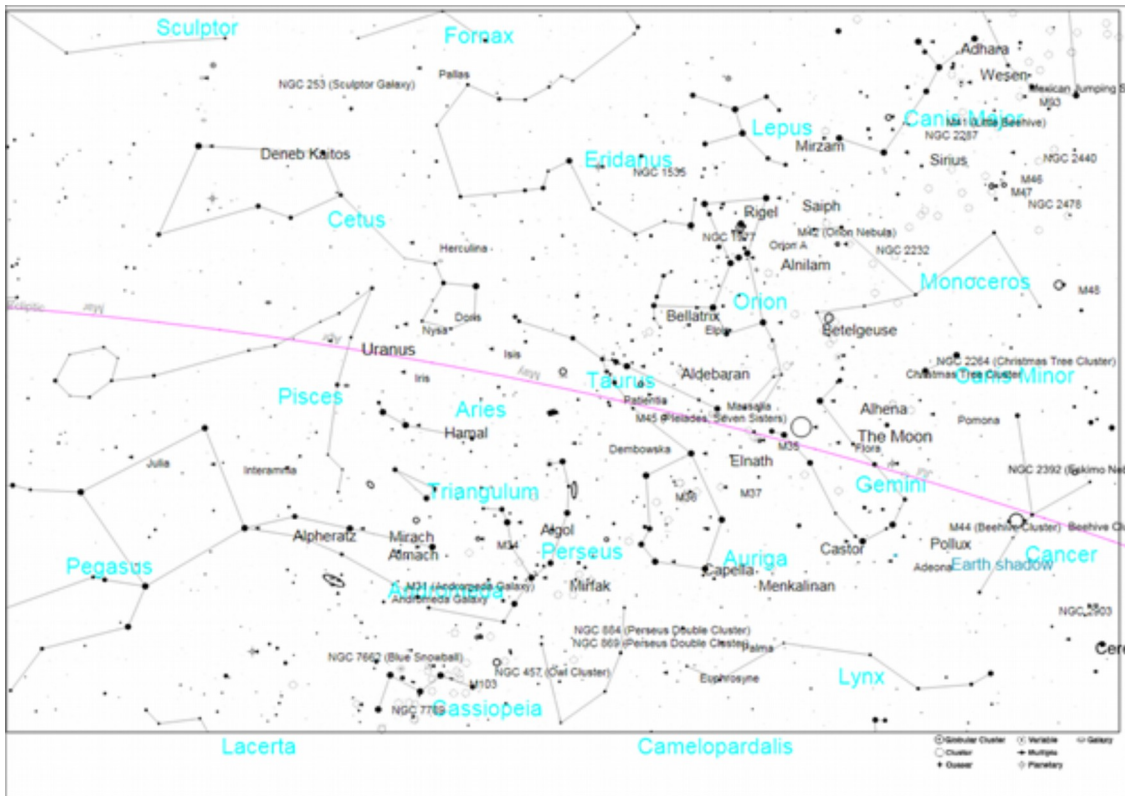 Sculptor
Fornax
Adhara
Pallas
Wesen
NGC 253 (Sculptor Galaxy)
Mexican Jumping S
M93
Canis Major
M41 (Little Beehive)
Lepus
NGC 2287
Mirzam
Deneb Kaitos
Eridanus
Sirius
NGC 2440
NGC 1535
M46
M47
NGC 2478
Cetus
Rigel
Saiph
M42 (Orion Nebula)
Orion A
Herculina
NGC 2232
Alnilam
Monoceros
M48
Ecliptic
Mar
Orion
Doris
Bellatrix
Nysa
Elpis
Betelgeuse
Apr
Uranus
Isis
NGC 2264 (Christmas Tree Cluster)
Iris
May
Taurus
Aldebaran
Christmas Tree Cluster
Canis Minor
Pisces
Patientia
Aries
Massalia
Alhena
M45 (Pleiades, Seven Sisters)
Pomona
Hamal
The Moon
M35
Flora
Dembowska
Julia
Interamnia
Elnath
NGC 2392 (Eskimo Neb
Triangulum
M38
M37
Gemini
Algol
M44 (Beehive Cluster)
Beehive Clu
Alpheratz
Mirach
M34
Almach
Perseus
Castor
Pollux
Cancer
Pegasus
Auriga
Capella
Adeona
Earth shadow
M31 (Andromeda Galaxy)
Mirfak
Menkalinan
Andromeda
Andromeda Galaxy
NGC 2903
NGC 884 (Perseus Double Cluster)
NGC 869 (Perseus Double Cluster)
Palma
Cere
NGC 7662 (Blue Snowball)
NGC 457 (Owl Cluster)
Euphrosyne
Lynx
M103
NGC 7789
Cassiopeia
Lacerta
Camelopardalis
Globular Cluster
Variable
Galaxy
Cluster
Multiple
Quasar
Planetary